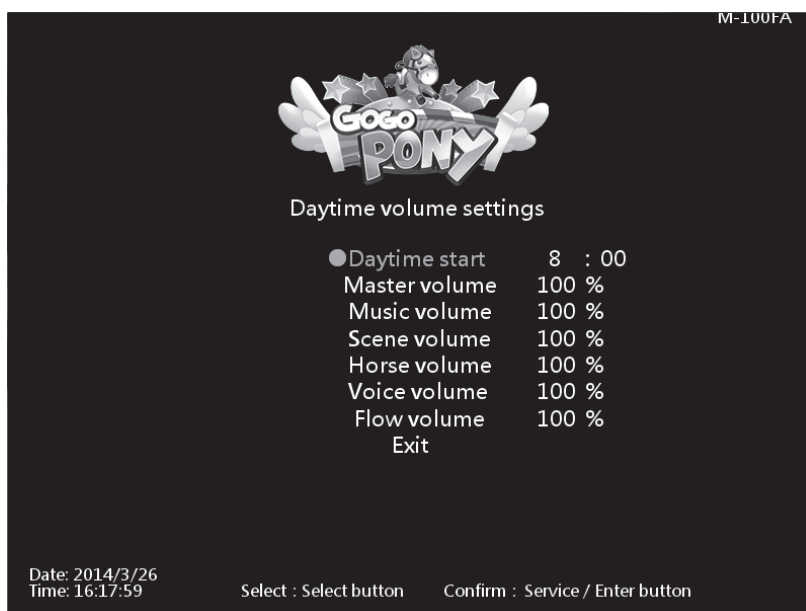 M-100FA
GOGO
PONY
Daytime volume settings
Daytime start 8 : 00
Master volume 100 %
Music volume 100 %
Scene volume 100 %
Horse volume 100 %
Voice volume 100 %
Flow volume 100 %
Exit
Date: 2014/3/26
Time: 16:17:59
Select : Select button Confirm : Service / Enter button